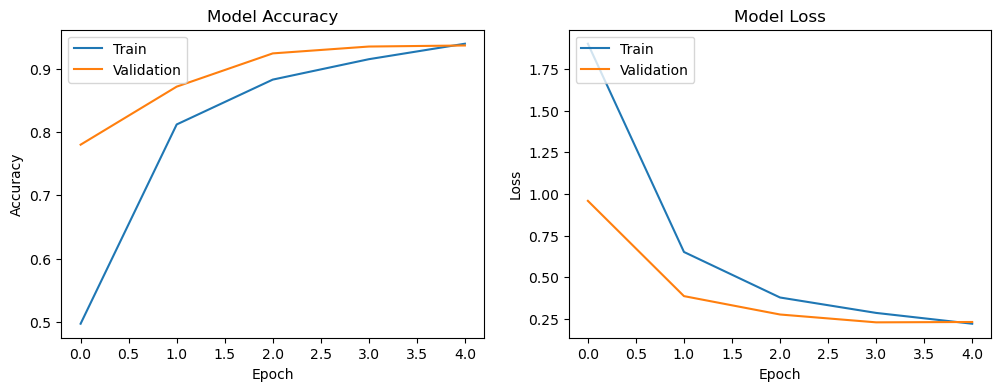 Model Accuracy
Train
Validation
0.9
0.8
0.7
0.6
0.5
Accuracy
0.0 0.5 1.0 1.5 2.0 2.5 3.0 3.5 4.0
Epoch
Model Loss
Train
Validation
1.75
1.50
1.25
1.00
0.75
0.50
0.25
Loss
0.0 0.5 1.0 1.5 2.0 2.5 3.0 3.5 4.0
Epoch